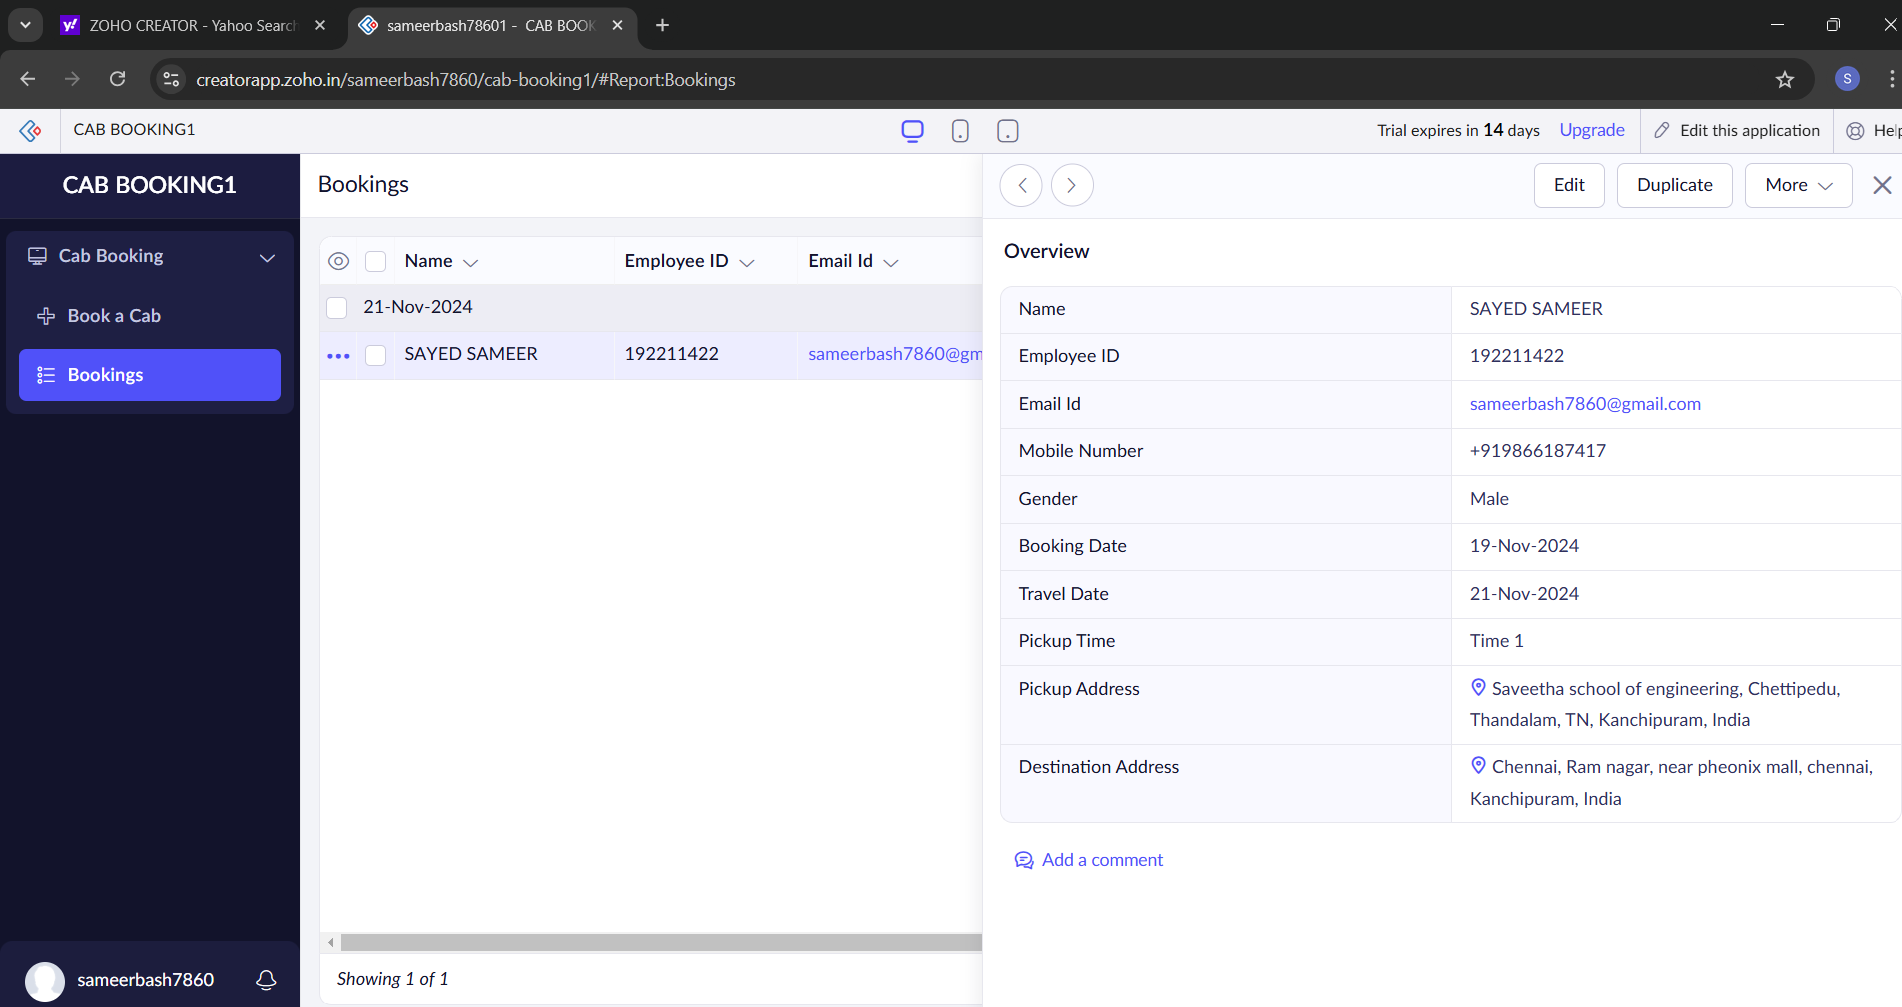 ZOHO CREATOR - Yahoo Search
sameerbash78601 - CAB BOOK
creatorapp.zoho.in/sameerbash7860/cab-booking1/#Report:Bookings
S
CAB BOOKING1
Trial expires in 14 days
Upgrade
Edit this application
Help
CAB BOOKING1
Cab Booking
Book a Cab
Bookings
sameerbash7860
Bookings
Name
Employee ID
Email Id
21-Nov-2024
SAYED SAMEER
192211422
sameerbash7860@gm
Showing 1 of 1
Edit
Duplicate
More
Overview
Name SAYED SAMEER
Employee ID 192211422
Email Id sameerbash7860@gmail.com
Mobile Number +919866187417
Gender Male
Booking Date 19-Nov-2024
Travel Date 21-Nov-2024
Pickup Time Time 1
Pickup Address Saveetha school of engineering, Chettipedu,
Thandalam, TN, Kanchipuram, India
Destination Address Chennai, Ram nagar, near pheonix mall, chennai,
Kanchipuram, India
Add a comment